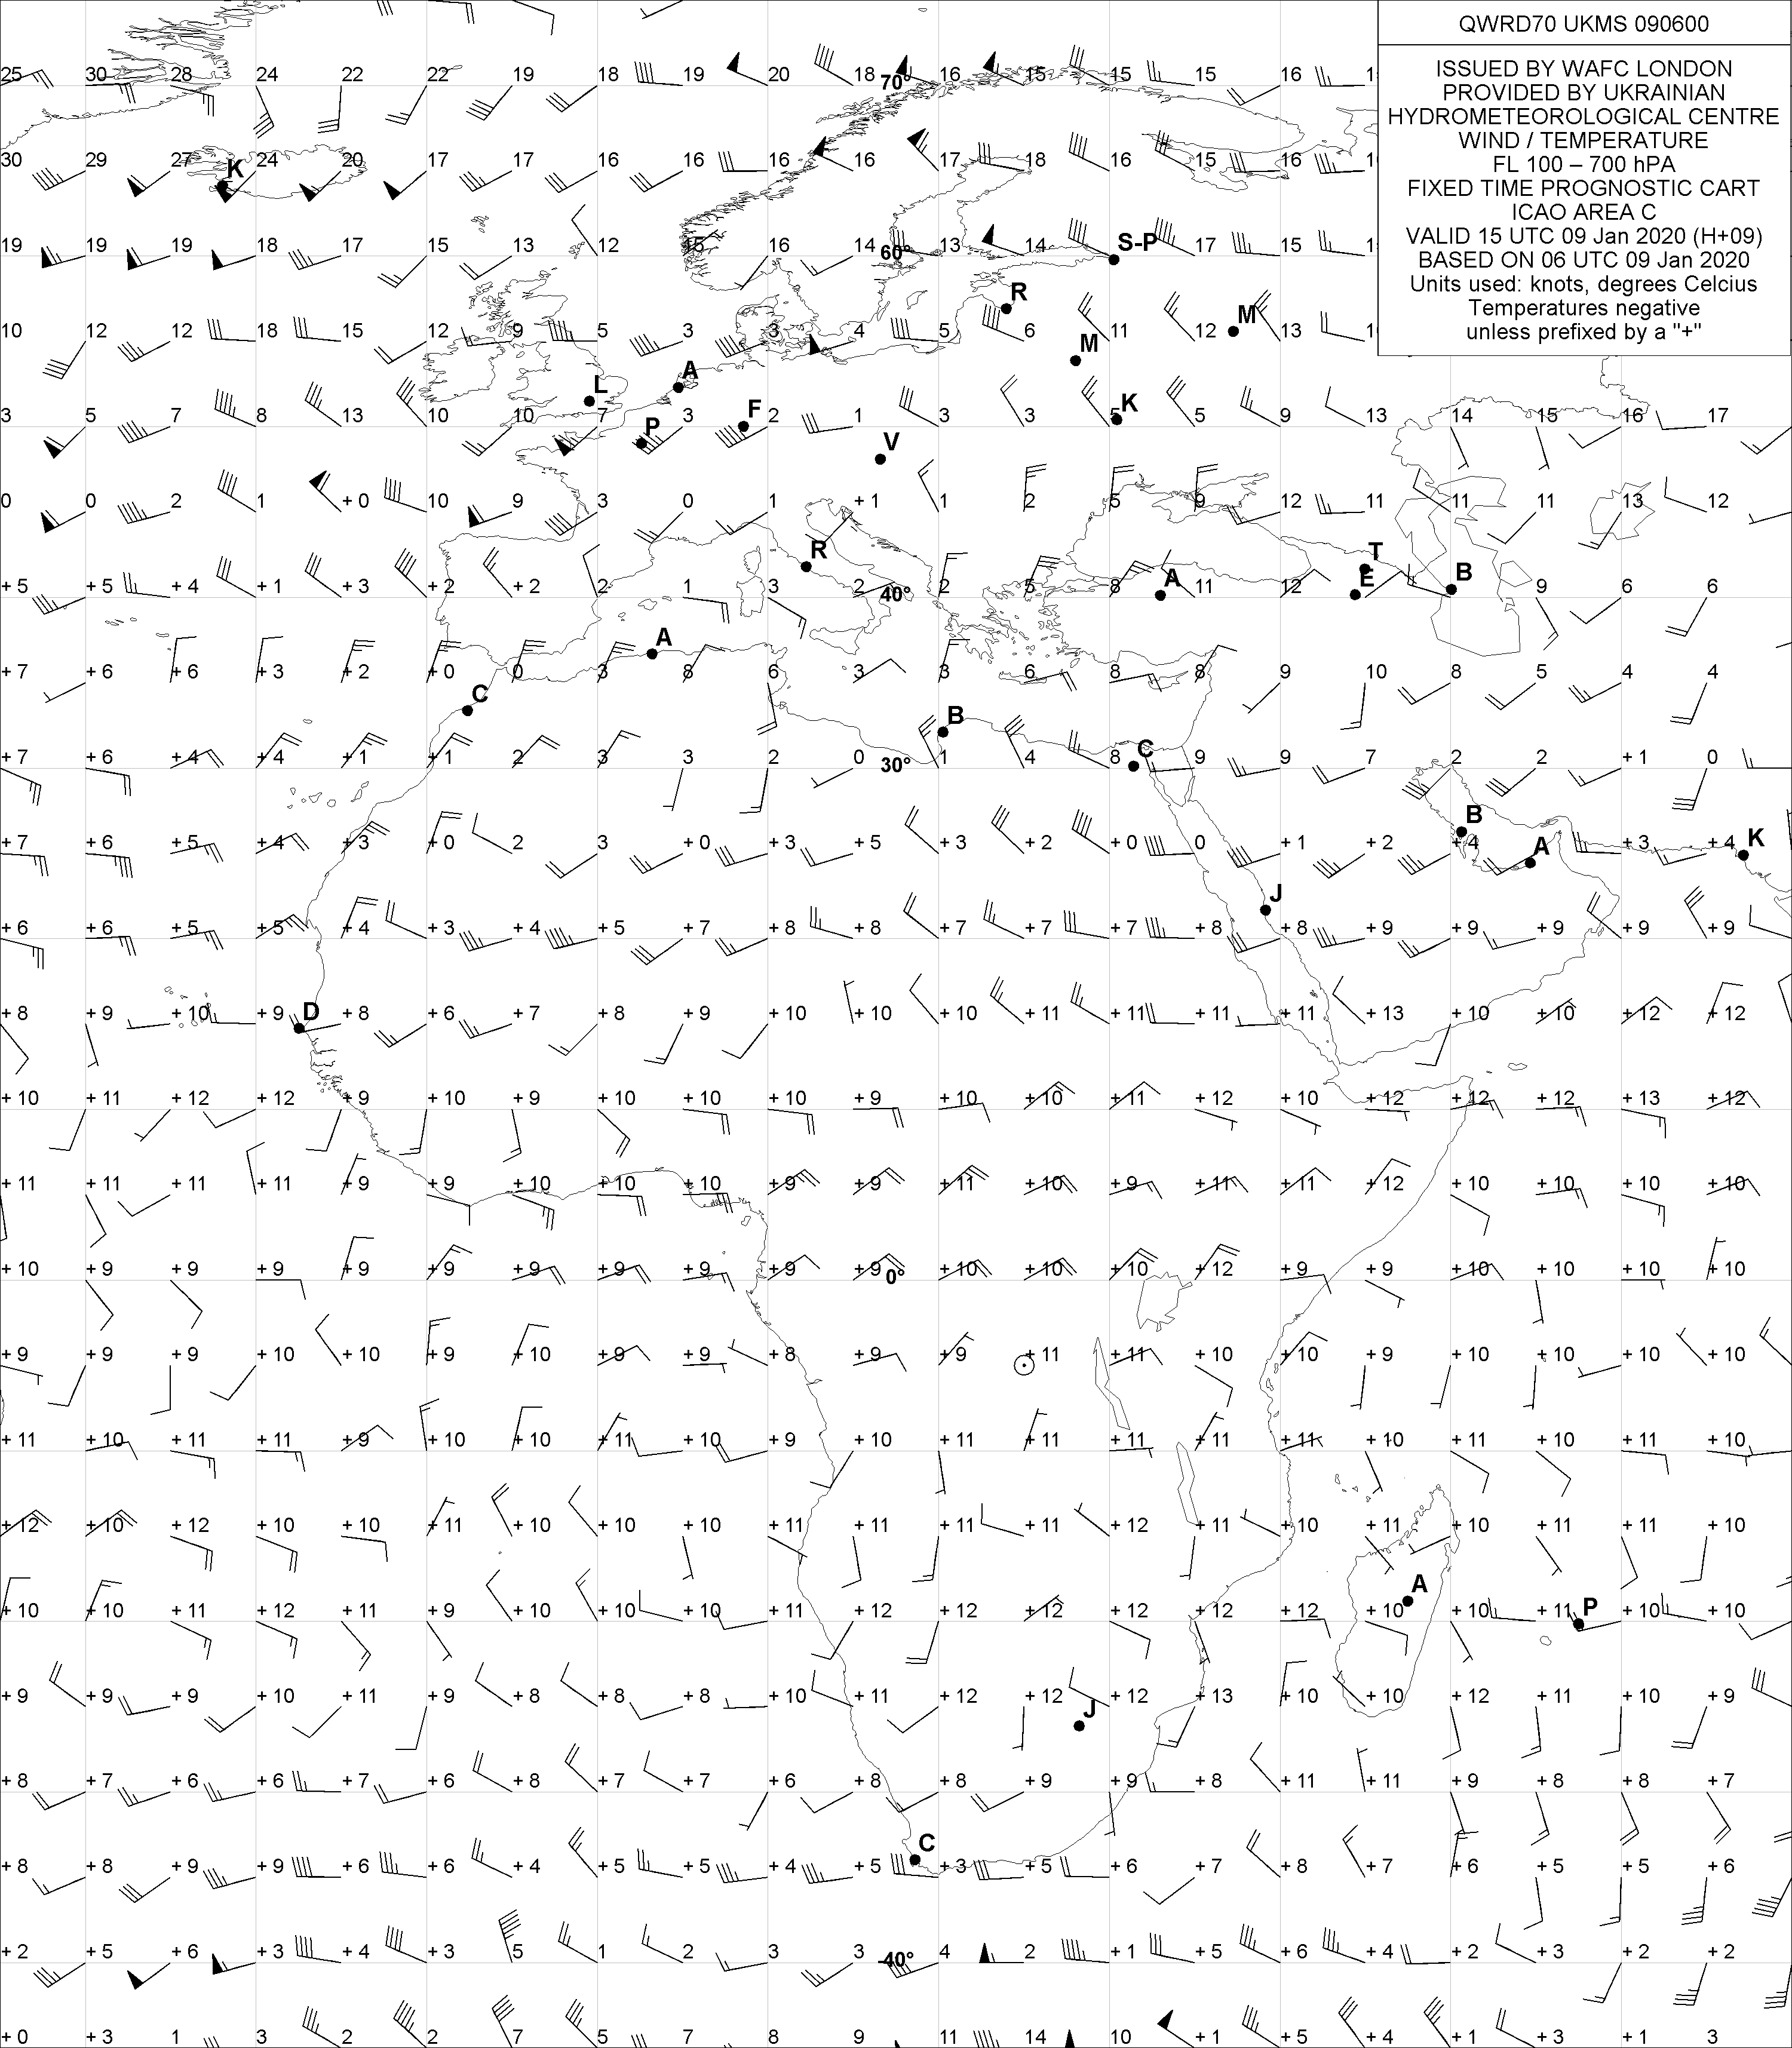 QWRD70 UKMS 090600
ISSUED BY WAFC LONDON
PROVIDED BY UKRAINIAN
HYDROMETEOROLOGICAL CENTRE
WIND / TEMPERATURE
FL 100 – 700 hPA
FIXED TIME PROGNOSTIC CART
ICAO AREA C
VALID 15 UTC 09 Jan 2020 (H+09)
BASED ON 06 UTC 09 Jan 2020
Units used: knots, degrees Celcius
Temperatures negative
unless prefixed by a "+"
25 30 28 24 22 22 19 18 19 20 18 70° 16 15 15 15 16
30 29 27 K 24 20 17 17 16 16 16 16 17 18 16 15 16
19 19 19 18 17 15 13 12 15 16 14 60° 13 14 S-P 17 15
R
10 12 12 18 15 12 9 5 3 3 4 5 6 M 11 12 M 13
L A
3 5 7 8 13 10 10 7 P 3 F 2 1 3 3 5 K 5 9 13 14 15 16 17
V
0 0 2 1 +0 10 9 3 0 1 +1 1 2 5 9 12 11 11 11 13 12
R T
+5 +5 +4 +1 +3 +2 +2 2 1 3 2 40° 2 5 8 A 11 12 E B 9 6 6
A
+7 +6 +6 +3 +2 +0 0 3 8 6 3 3 6 8 8 9 10 8 5 4 4
C B
+7 +6 +4 +4 +1 +1 2 3 3 2 0 30° 1 4 8 C 9 9 7 2 2 +1 0
B
+7 +6 +5 +4 +3 +0 2 3 +0 +3 +5 +3 +2 +0 0 +1 +2 +4 A +3 +4 K
J
+6 +5 +5 +4 +3 +4 +5 +7 +8 +8 +7 +7 +7 +8 +8 +9 +9 +9 +9 +9
+8 +9 +10 +9 D +8 +6 +7 +8 +9 +10 +10 +10 +11 +11 +11 +11 +13 +10 +10 +12 +12
+10 +11 +12 +12 +9 +10 +9 +10 +10 +10 +9 +10 +10 +11 +12 +10 +12 +12 +12 +13 +12
+11 +11 +11 +11 +9 +9 +10 +10 +10 +9 +9 +11 +10 +9 +11 +11 +12 +10 +10 +10 +10
+10 +9 +9 +9 +9 +9 +9 +9 +9 +9 +9 0° +10 +10 +10 +12 +9 +9 +10 +10 +10 +10
+9 +9 +9 +10 +10 +9 +10 +9 +9 +8 +9 +9 +11 +11 +10 +10 +9 +10 +10 +10 +10
+11 +10 +11 +11 +9 +10 +10 +11 +10 +9 +10 +11 +11 +11 +11 +11 +10 +11 +10 +11 +10
+12 +10 +12 +10 +10 +11 +10 +10 +10 +11 +11 +11 +11 +12 +11 +10 +11 +10 +11 +11 +10
+10 +10 +11 +12 +11 +9 +10 +10 +10 +11 +12 +12 +12 +12 +12 +12 +10 A +10 +11 P +10 +10
+9 +9 +9 +10 +11 +9 +8 +8 +8 +10 +11 +12 +12 J +12 +13 +10 +10 +12 +11 +10 +9
+8 +7 +6 +6 +7 +6 +8 +7 +7 +6 +8 +8 +9 +9 +8 +11 +11 +9 +8 +8 +7
C
+8 +8 +9 +9 +6 +6 +4 +5 +5 +4 +5 +3 +5 +6 +7 +8 +7 +6 +5 +5 +6
+2 +5 +6 +3 +4 +3 5 1 2 3 3 -40° 4 2 +1 +5 +6 +4 +2 +3 +2 +2
+0 +3 1 3 2 2 7 5 7 8 9 11 14 10 +1 +5 +4 +1 +3 +1 3